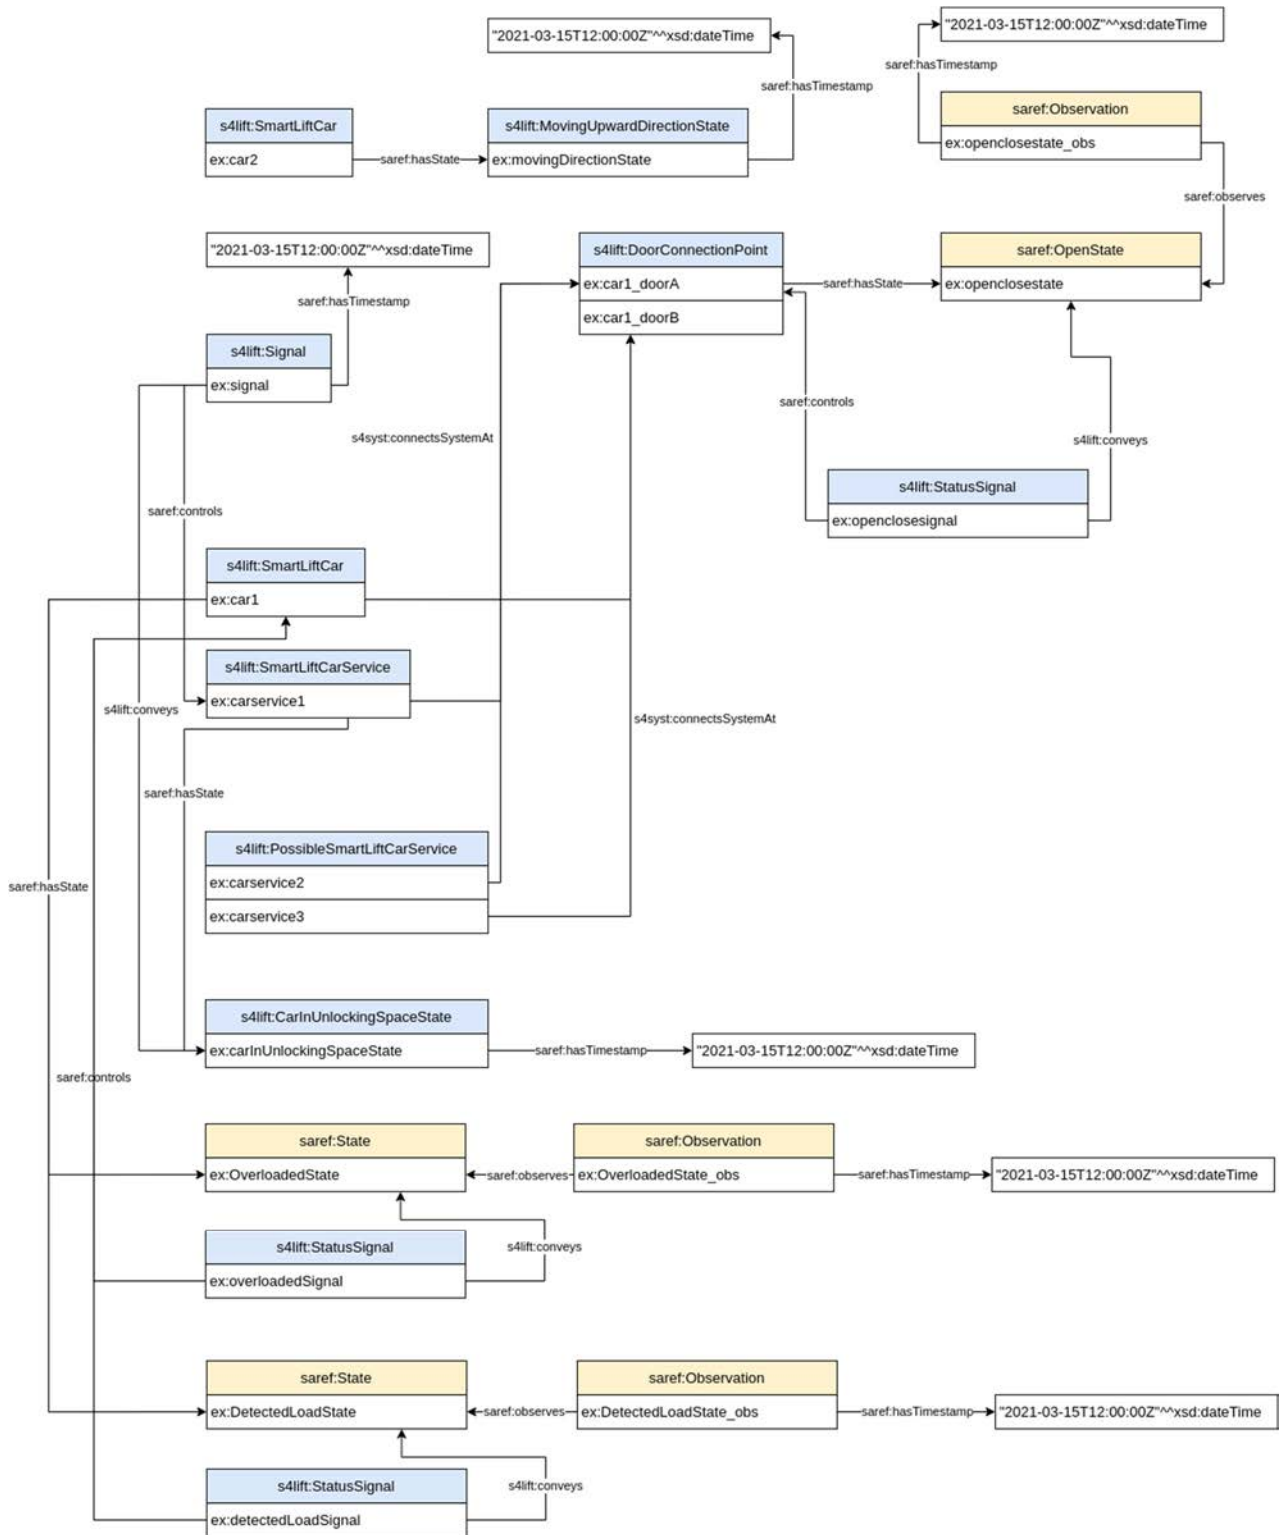 "2021-03-15T12:00:00Z"^^xsd:dateTime
"2021-03-15T12:00:00Z"^^xsd:dateTime
saref:hasTimestamp
saref:hasTimestamp
s4lift:SmartLiftCar
ex:car2
saref:hasState
s4lift:MovingUpwardDirectionState
ex:movingDirectionState
saref:Observation
ex:openclosestate_obs
saref:observes
"2021-03-15T12:00:00Z"^^xsd:dateTime
saref:hasTimestamp
s4lift:DoorConnectionPoint
ex:car1_doorA
ex:car1_doorB
saref:hasState
saref:OpenState
ex:openclosestate
s4lift:Signal
ex:signal
saref:controls
s4syst:connectsSystemAt
s4lift:conveys
s4lift:StatusSignal
ex:openclosesignal
saref:controls
s4lift:SmartLiftCar
ex:car1
s4lift:SmartLiftCarService
ex:carservice1
s4lift:conveys
s4syst:connectsSystemAt
saref:hasState
s4lift:PossibleSmartLiftCarService
ex:carservice2
ex:carservice3
saref:hasState
s4lift:CarInUnlockingSpaceState
ex:carInUnlockingSpaceState
saref:hasTimestamp
"2021-03-15T12:00:00Z"^^xsd:dateTime
saref:controls
saref:State
ex:OverloadedState
saref:observes
saref:Observation
ex:OverloadedState_obs
saref:hasTimestamp
"2021-03-15T12:00:00Z"^^xsd:dateTime
s4lift:StatusSignal
ex:overloadedSignal
s4lift:conveys
saref:State
ex:DetectedLoadState
saref:observes
saref:Observation
ex:DetectedLoadState_obs
saref:hasTimestamp
"2021-03-15T12:00:00Z"^^xsd:dateTime
s4lift:StatusSignal
ex:detectedLoadSignal
s4lift:conveys